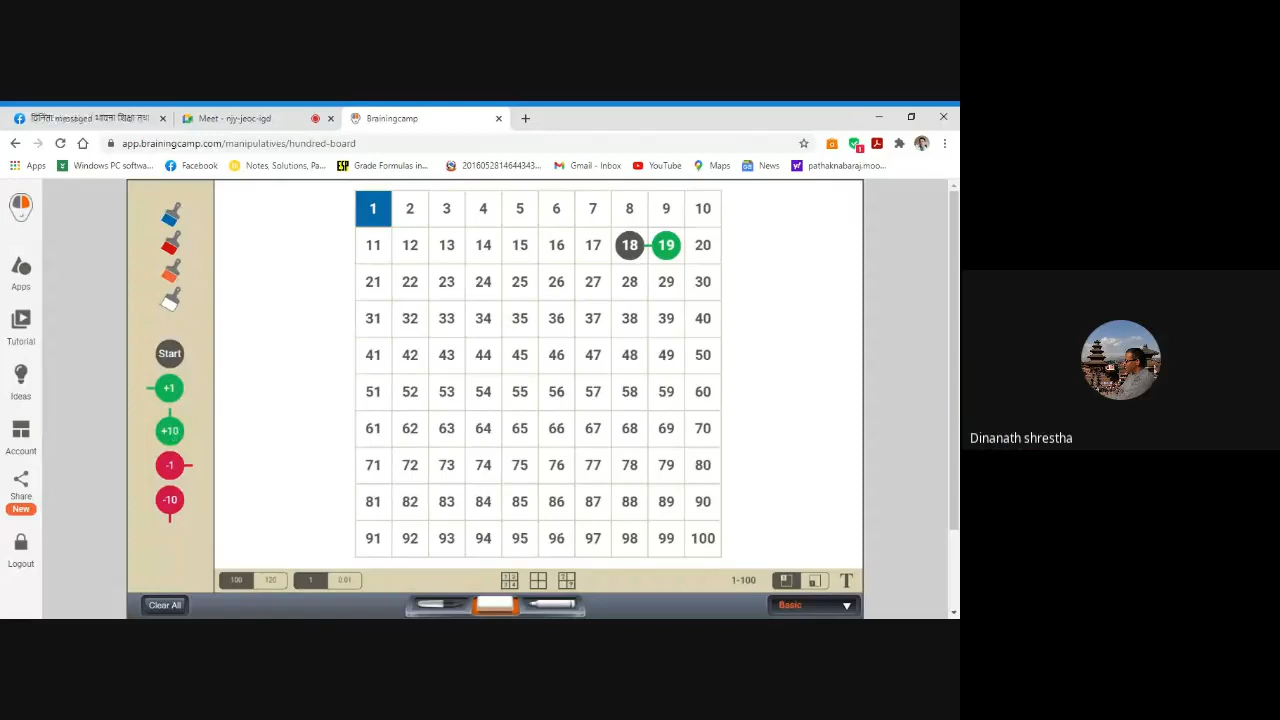 Meet - njy-jeoc-igd
Brainingcamp
app.brainingcamp.com/manipulatives/hundred-board
Apps
Windows PC softwa...
Facebook
Notes, Solutions, Pa...
Grade Formulas in...
2016052814644343...
Gmail - Inbox
YouTube
Maps
News
pathaknabaraj.moo...
Apps
Tutorial
Ideas
Account
Share
New
Logout
Start
+1
+10
-1
-10
1 2 3 4 5 6 7 8 9 10
11 12 13 14 15 16 17 18 19 20
21 22 23 24 25 26 27 28 29 30
31 32 33 34 35 36 37 38 39 40
41 42 43 44 45 46 47 48 49 50
51 52 53 54 55 56 57 58 59 60
61 62 63 64 65 66 67 68 69 70
71 72 73 74 75 76 77 78 79 80
81 82 83 84 85 86 87 88 89 90
91 92 93 94 95 96 97 98 99 100
100 120 1 0.01 1-100 T
Clear All
Basic
Dinanath shrestha